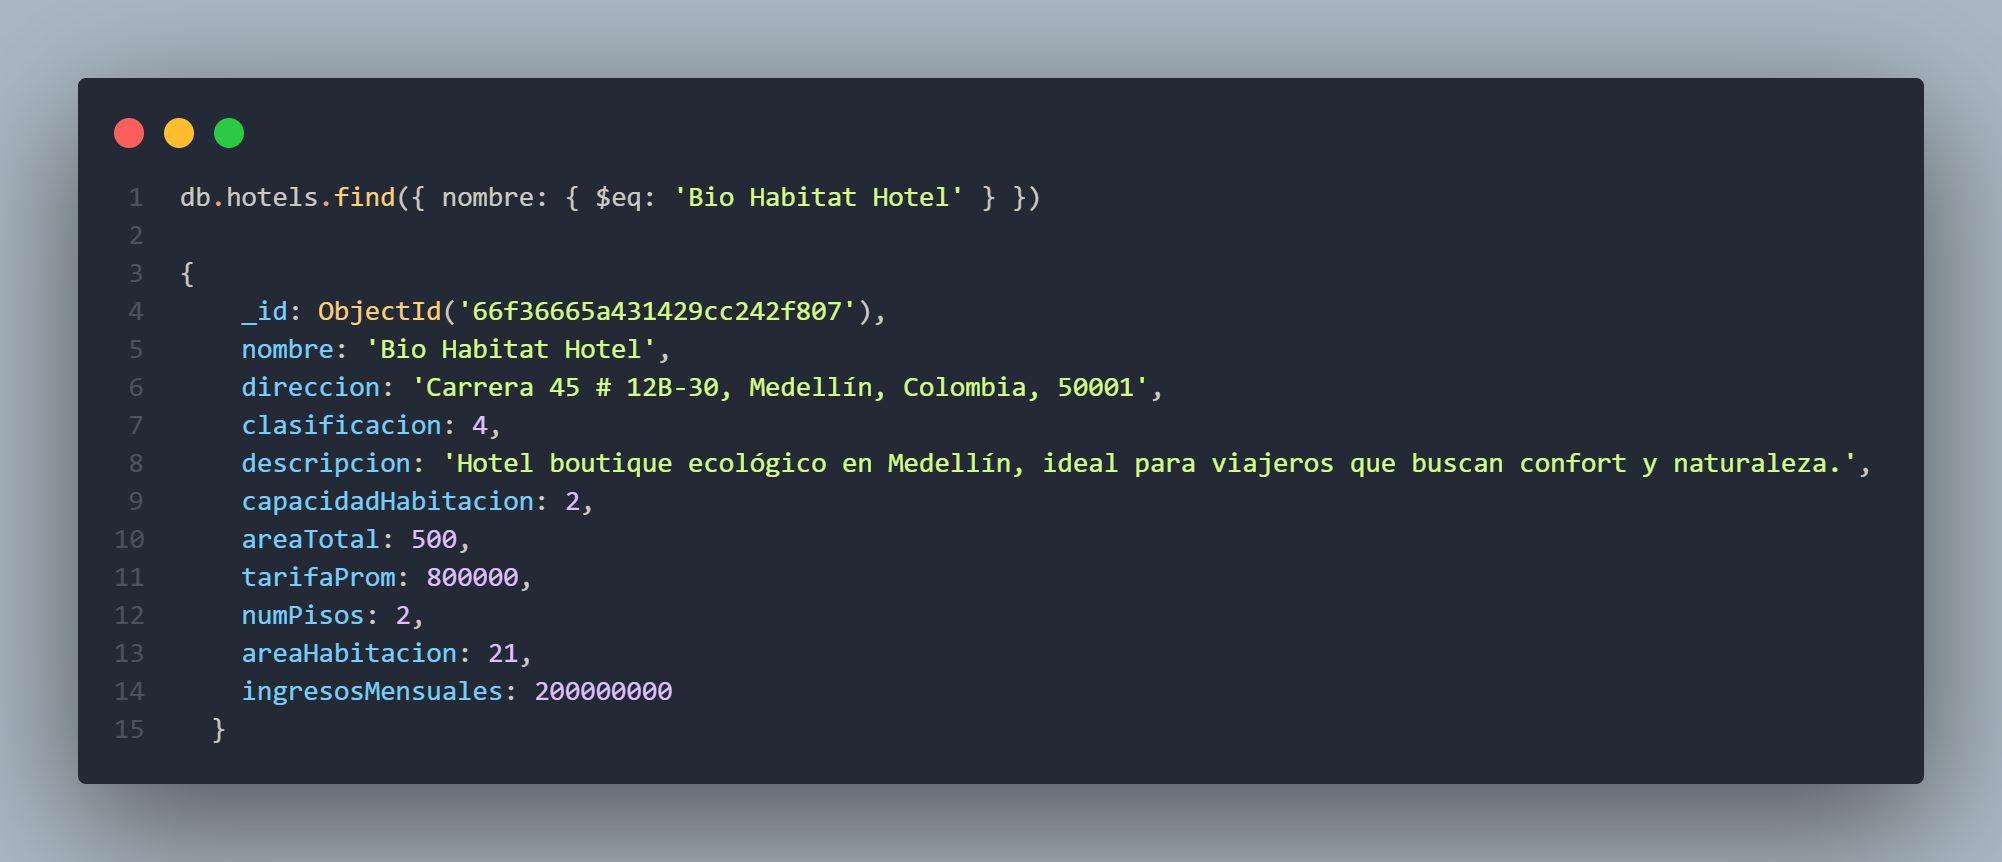 1 db.hotels.find({ nombre: { $eq: 'Bio Habitat Hotel' } })
2
3 {
4 _id: ObjectId('66f36665a431429cc242f807'),
5 nombre: 'Bio Habitat Hotel',
6 direccion: 'Carrera 45 # 12B-30, Medellín, Colombia, 50001',
7 clasificacion: 4,
8 descripcion: 'Hotel boutique ecológico en Medellín, ideal para viajeros que buscan confort y naturaleza.',
9 capacidadHabitacion: 2,
10 areaTotal: 500,
11 tarifaProm: 800000,
12 numPisos: 2,
13 areaHabitacion: 21,
14 ingresosMensuales: 200000000
15 }